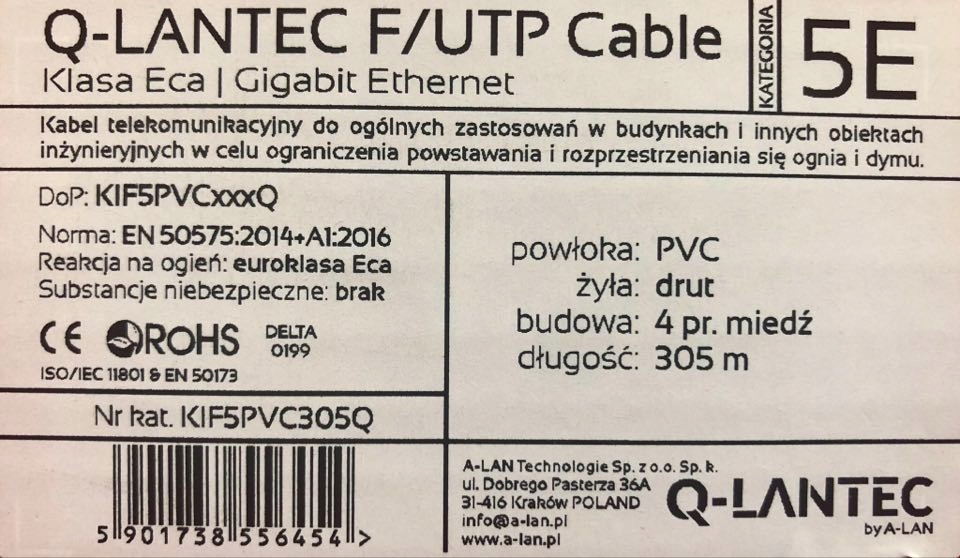 Q-LANTEC F/UTP Cable
Klasa Eca | Gigabit Ethernet
KATEGORIA
5E
Kabel telekomunikacyjny do ogólnych zastosowań w budynkach i innych obiektach
inżynieryjnych w celu ograniczenia powstawania i rozprzestrzeniania się ognia i dymu.
DoP: KIF5PVCxxxQ
Norma: EN 50575:2014+A1:2016
Reakcja na ogień: euroklasa Eca
Substancje niebezpieczne: brak
CE ROHS DELTA
0199
ISO/IEC 11801 & EN 50173
powłoka: PVC
żyła: drut
budowa: 4 pr. miedź
długość: 305 m
Nr kat. KIF5PVC305Q
5 901738 556454 >
A-LAN Technologie Sp. z o.o. Sp. k.
ul. Dobrego Pasterza 36A
31-416 Kraków POLAND
info@a-lan.pl
www.a-lan.pl
Q-LANTEC
by A-LAN